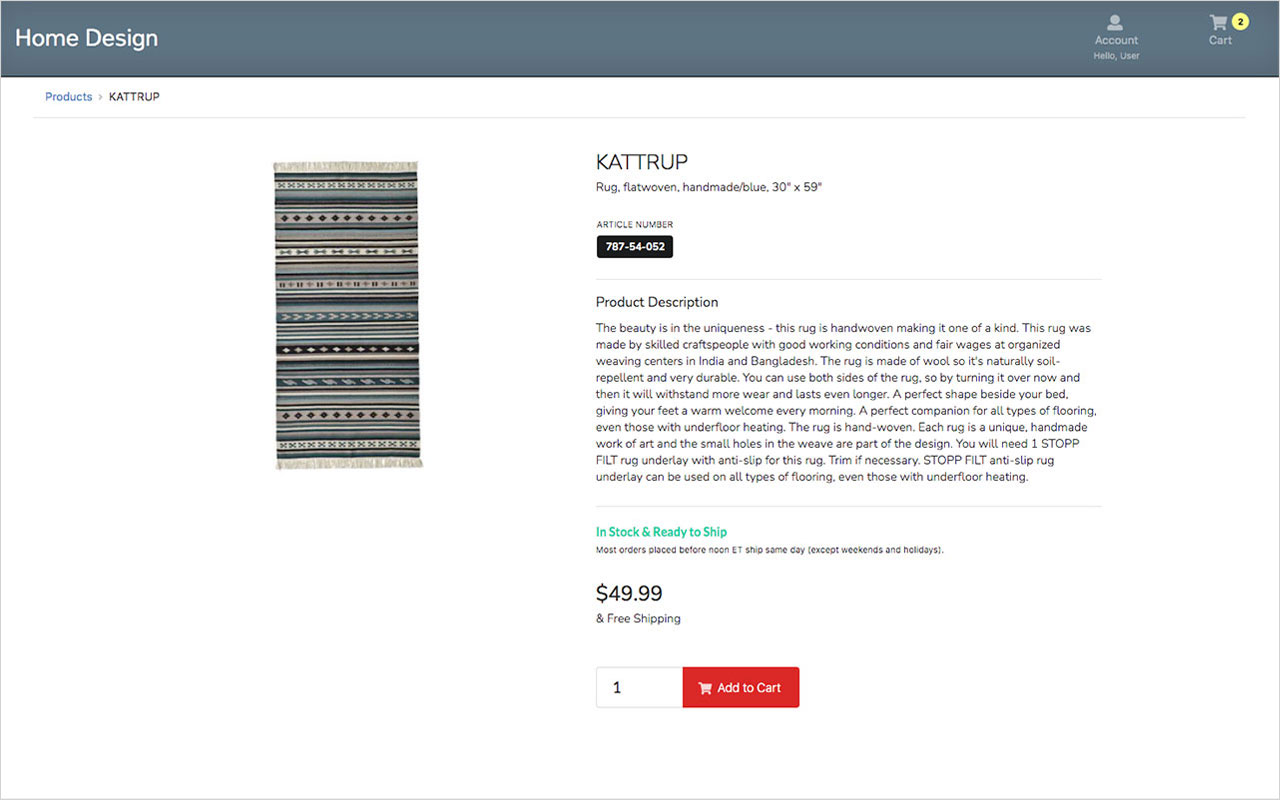 Home Design
Account
Hello, User
2
Cart
Products > KATTRUP
KATTRUP
Rug, flatwoven, handmade/blue, 30" x 59"
ARTICLE NUMBER
787-54-052
Product Description
The beauty is in the uniqueness - this rug is handwoven making it one of a kind. This rug was
made by skilled craftspeople with good working conditions and fair wages at organized
weaving centers in India and Bangladesh. The rug is made of wool so it's naturally soil-
repellent and very durable. You can use both sides of the rug, so by turning it over now and
then it will withstand more wear and lasts even longer. A perfect shape beside your bed,
giving your feet a warm welcome every morning. A perfect companion for all types of flooring,
even those with underfloor heating. The rug is hand-woven. Each rug is a unique, handmade
work of art and the small holes in the weave are part of the design. You will need 1 STOPP
FILT rug underlay with anti-slip for this rug. Trim if necessary. STOPP FILT anti-slip rug
underlay can be used on all types of flooring, even those with underfloor heating.
In Stock & Ready to Ship
Most orders placed before noon ET ship same day (except weekends and holidays).
$49.99
& Free Shipping
1
Add to Cart